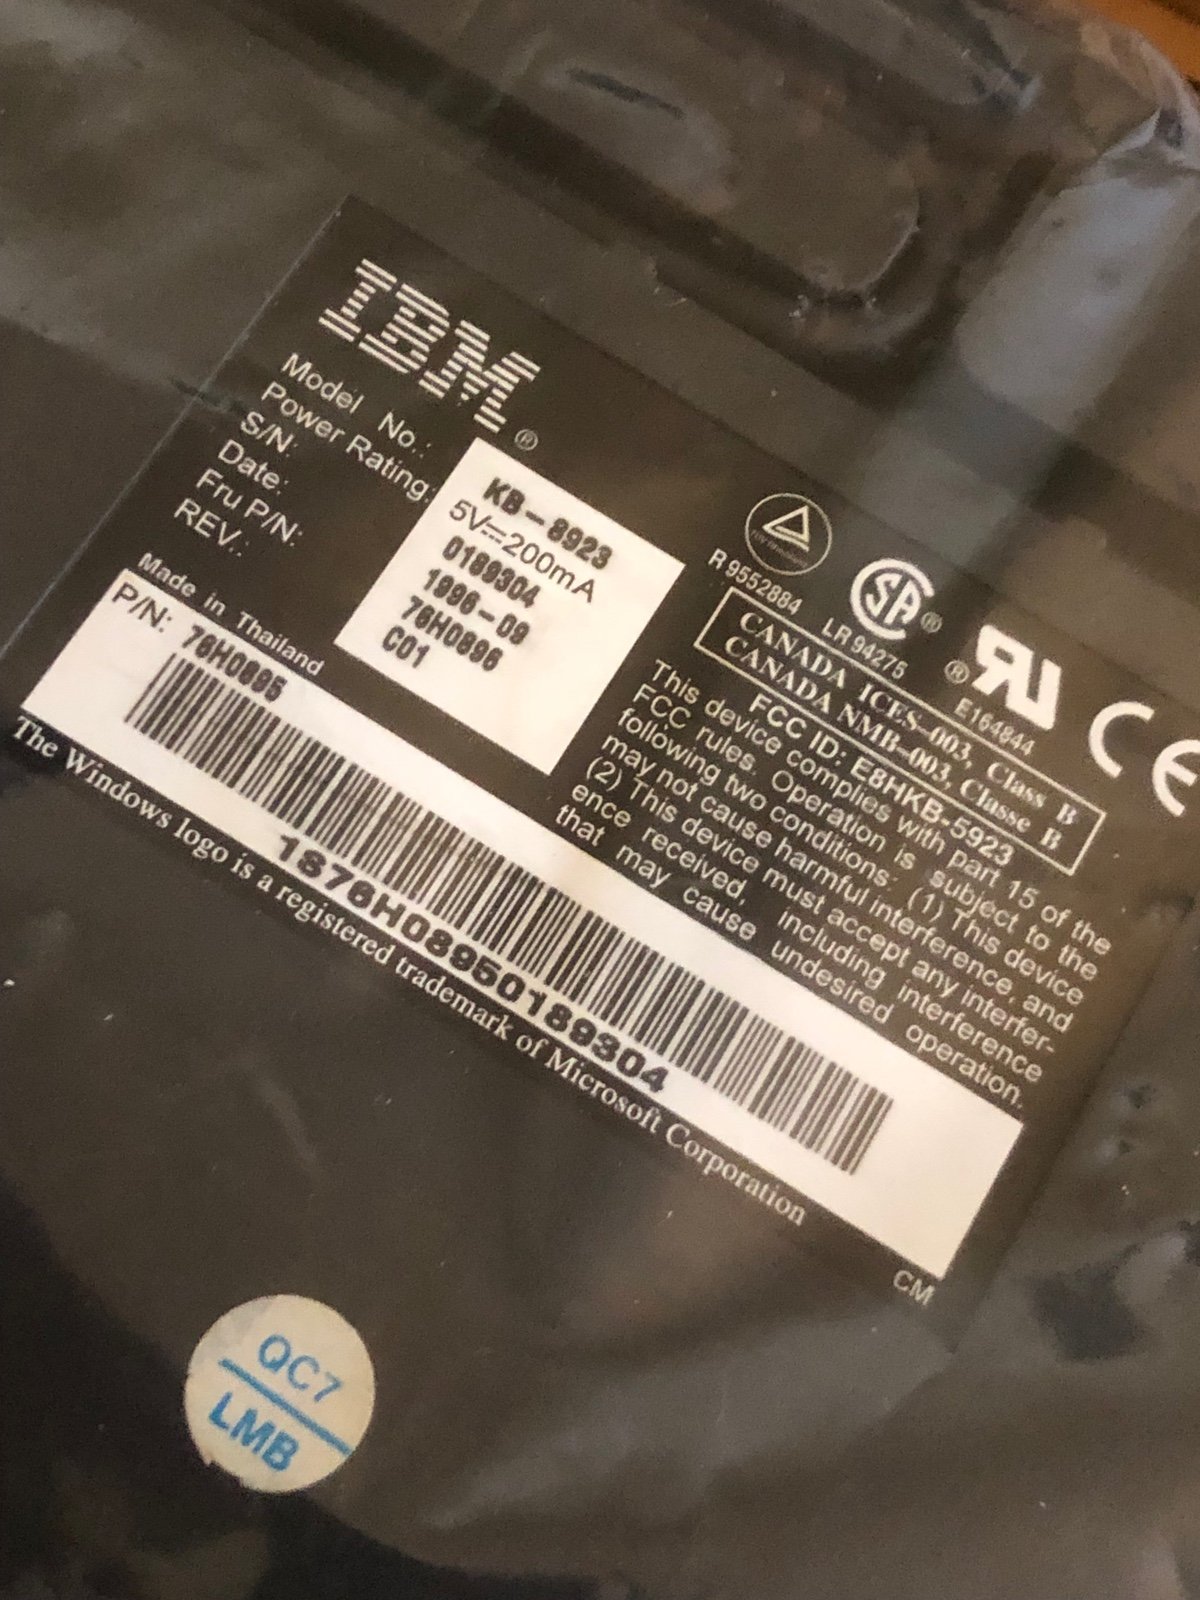 IBM®
Model No.: KB-8923
Power Rating: 5V⎓200mA
S/N: 0189304
Date: 1996-09
Fru P/N: 76H0896
REV.: C01
Made in Thailand
R 9552884
LR 94275
E164844
CE
CANADA ICES-003, Class B
CANADA NMB-003, Classe B
FCC ID: E8HKB-5923
This device complies with part 15 of the
FCC rules. Operation is subject to the
following two conditions: (1) This device
may not cause harmful interference, and
(2) This device must accept any interfer-
ence received, including interference
that may cause undesired operation.
P/N: 76H0895
1876H08950189304
The Windows logo is a registered trademark of Microsoft Corporation
CM
QC7
LMB